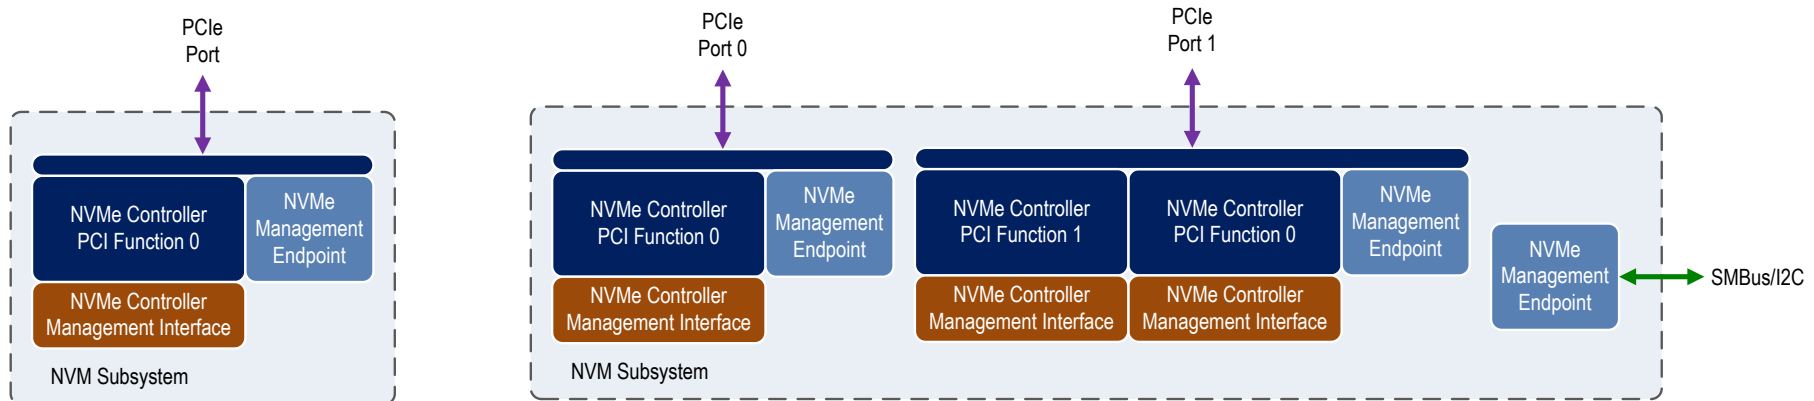 PCIe
Port
NVMe Controller
PCI Function 0
NVMe
Management
Endpoint
NVMe Controller
Management Interface
NVM Subsystem
PCIe
Port 0
PCIe
Port 1
NVMe Controller
PCI Function 0
NVMe
Management
Endpoint
NVMe Controller
Management Interface
NVMe Controller
PCI Function 1
NVMe Controller
PCI Function 0
NVMe
Management
Endpoint
NVMe Controller
Management Interface
NVMe Controller
Management Interface
NVMe
Management
Endpoint
SMBus/I2C
NVM Subsystem